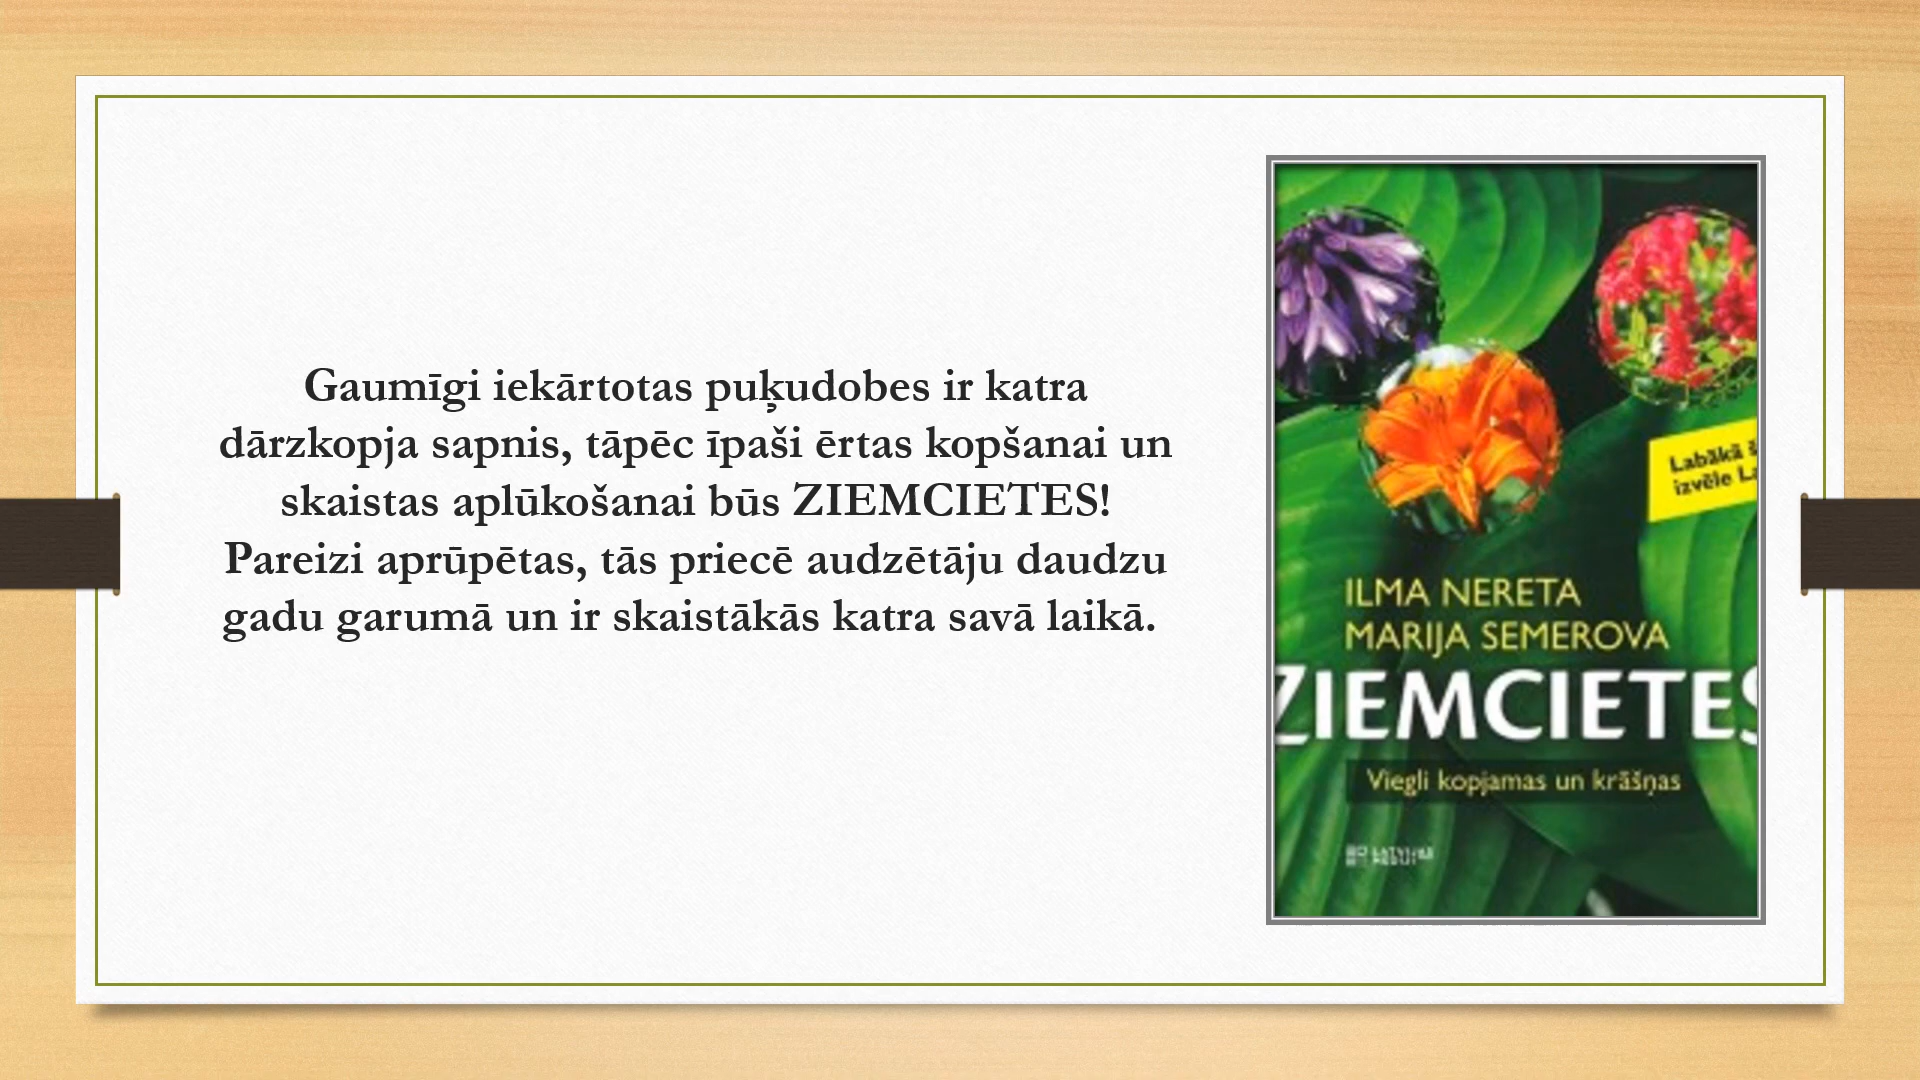 Gaumīgi iekārtotas puķudobes ir katra
dārzkopja sapnis, tāpēc īpaši ērtas kopšanai un
skaistas aplūkošanai būs ZIEMCIETES!
Pareizi aprūpētas, tās priecē audzētāju daudzu
gadu garumā un ir skaistākās katra savā laikā.
Labākā
izvēle
ILMA NERETA
MARIJA SEMEROVA
ZIEMCIETES
Viegli kopjamas un krāšņas